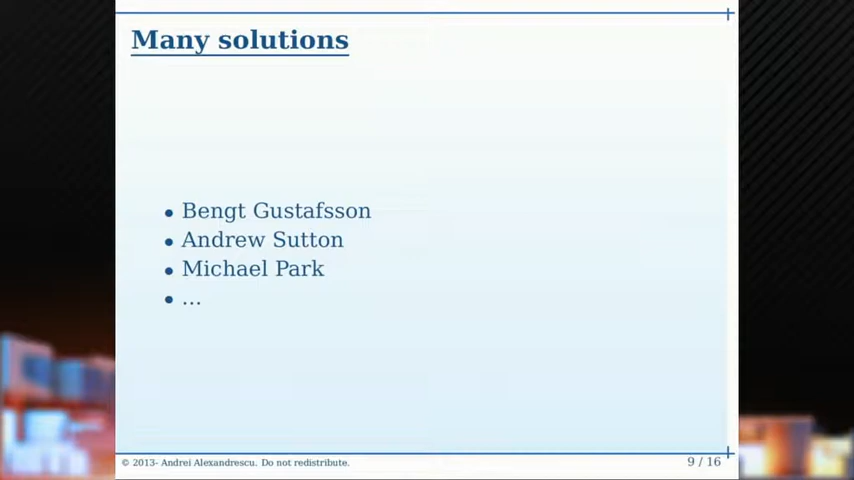 Many solutions
• Bengt Gustafsson
• Andrew Sutton
• Michael Park
• ...
© 2013- Andrei Alexandrescu. Do not redistribute.
9 / 16